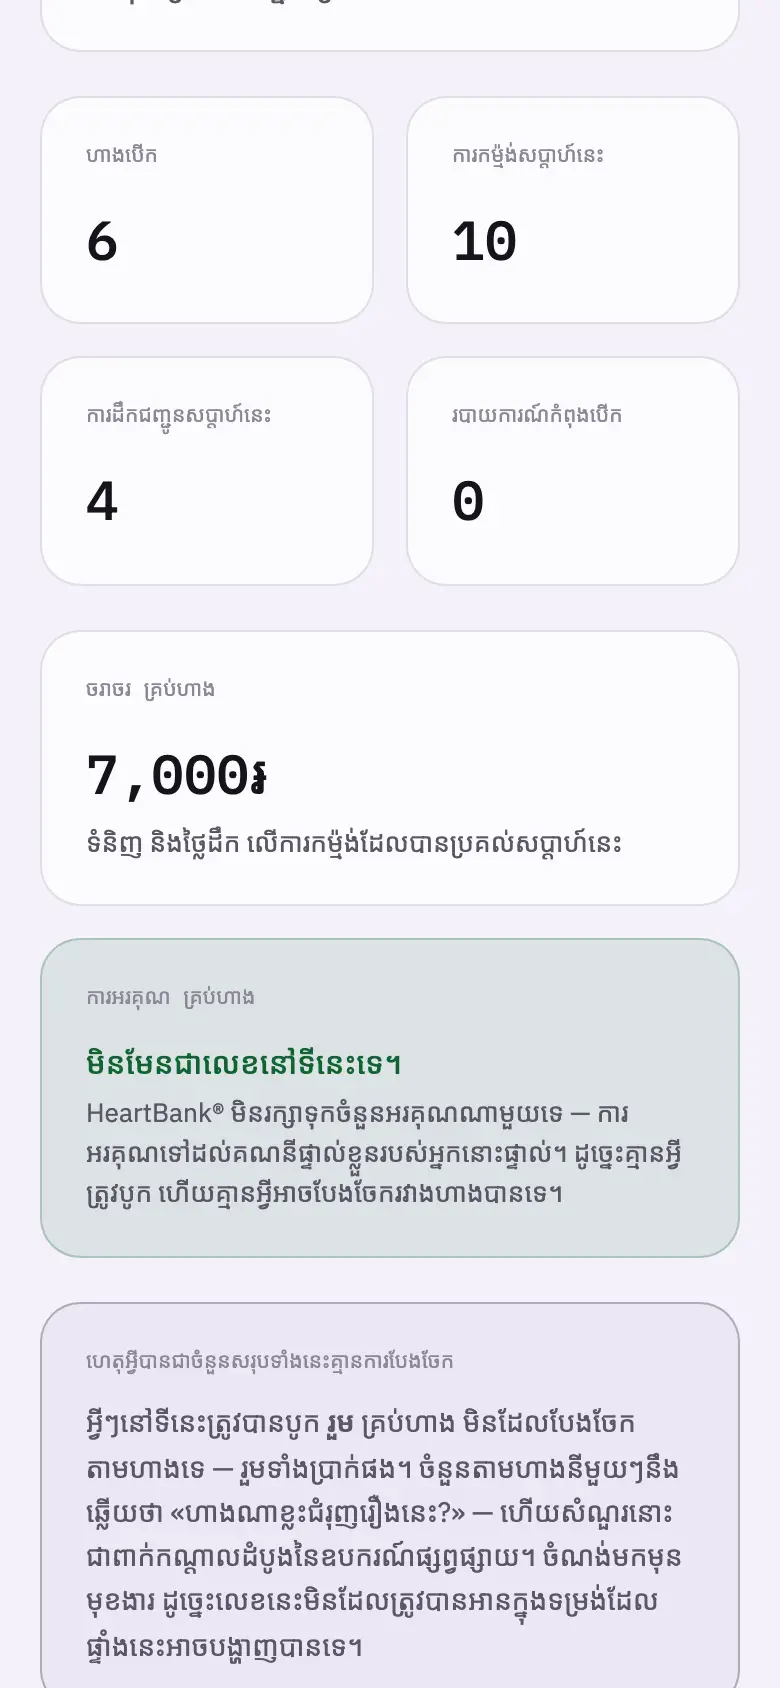 ហាងបើក
ការកម្ម៉ង់សប្ដាហ៍នេះ
6
10
ការដឹកជញ្ជូនសប្ដាហ៍នេះ
របាយការណ៍កំពុងបើក
4
0
ចរាចរ គ្រប់ហាង
7,000៛
ទំនិញ និងថ្លៃដឹក លើការកម្ម៉ង់ដែលបានប្រគល់សប្ដាហ៍នេះ
ការអរគុណ គ្រប់ហាង
មិនមែនជាលេខនៅទីនេះទេ។
HeartBank® មិនរក្សាទុកចំនួនអរគុណណាមួយទេ — ការ
អរគុណទៅដល់គណនីផ្ទាល់ខ្លួនរបស់អ្នកនោះផ្ទាល់។ ដូច្នេះគ្មានអ្វី
ត្រូវបូក ហើយគ្មានអ្វីអាចបែងចែករវាងហាងបានទេ។
ហេតុអ្វីបានជាចំនួនសរុបទាំងនេះគ្មានការបែងចែក
អ្វីៗនៅទីនេះត្រូវបានបូក រួម គ្រប់ហាង មិនដែលបែងចែក
តាមហាងទេ — រួមទាំងប្រាក់ផង។ ចំនួនតាមហាងនីមួយៗនឹង
ឆ្លើយថា «ហាងណាខ្លះជំរុញរឿងនេះ?» — ហើយសំណួរនោះ
ជាពាក់កណ្ដាលដំបូងនៃឧបករណ៍ផ្សព្វផ្សាយ។ ចំណង់មកមុន
មុខងារ ដូច្នេះលេខនេះមិនដែលត្រូវបានអានក្នុងទម្រង់ដែល
ផ្ទាំងនេះអាចបង្ហាញបានទេ។